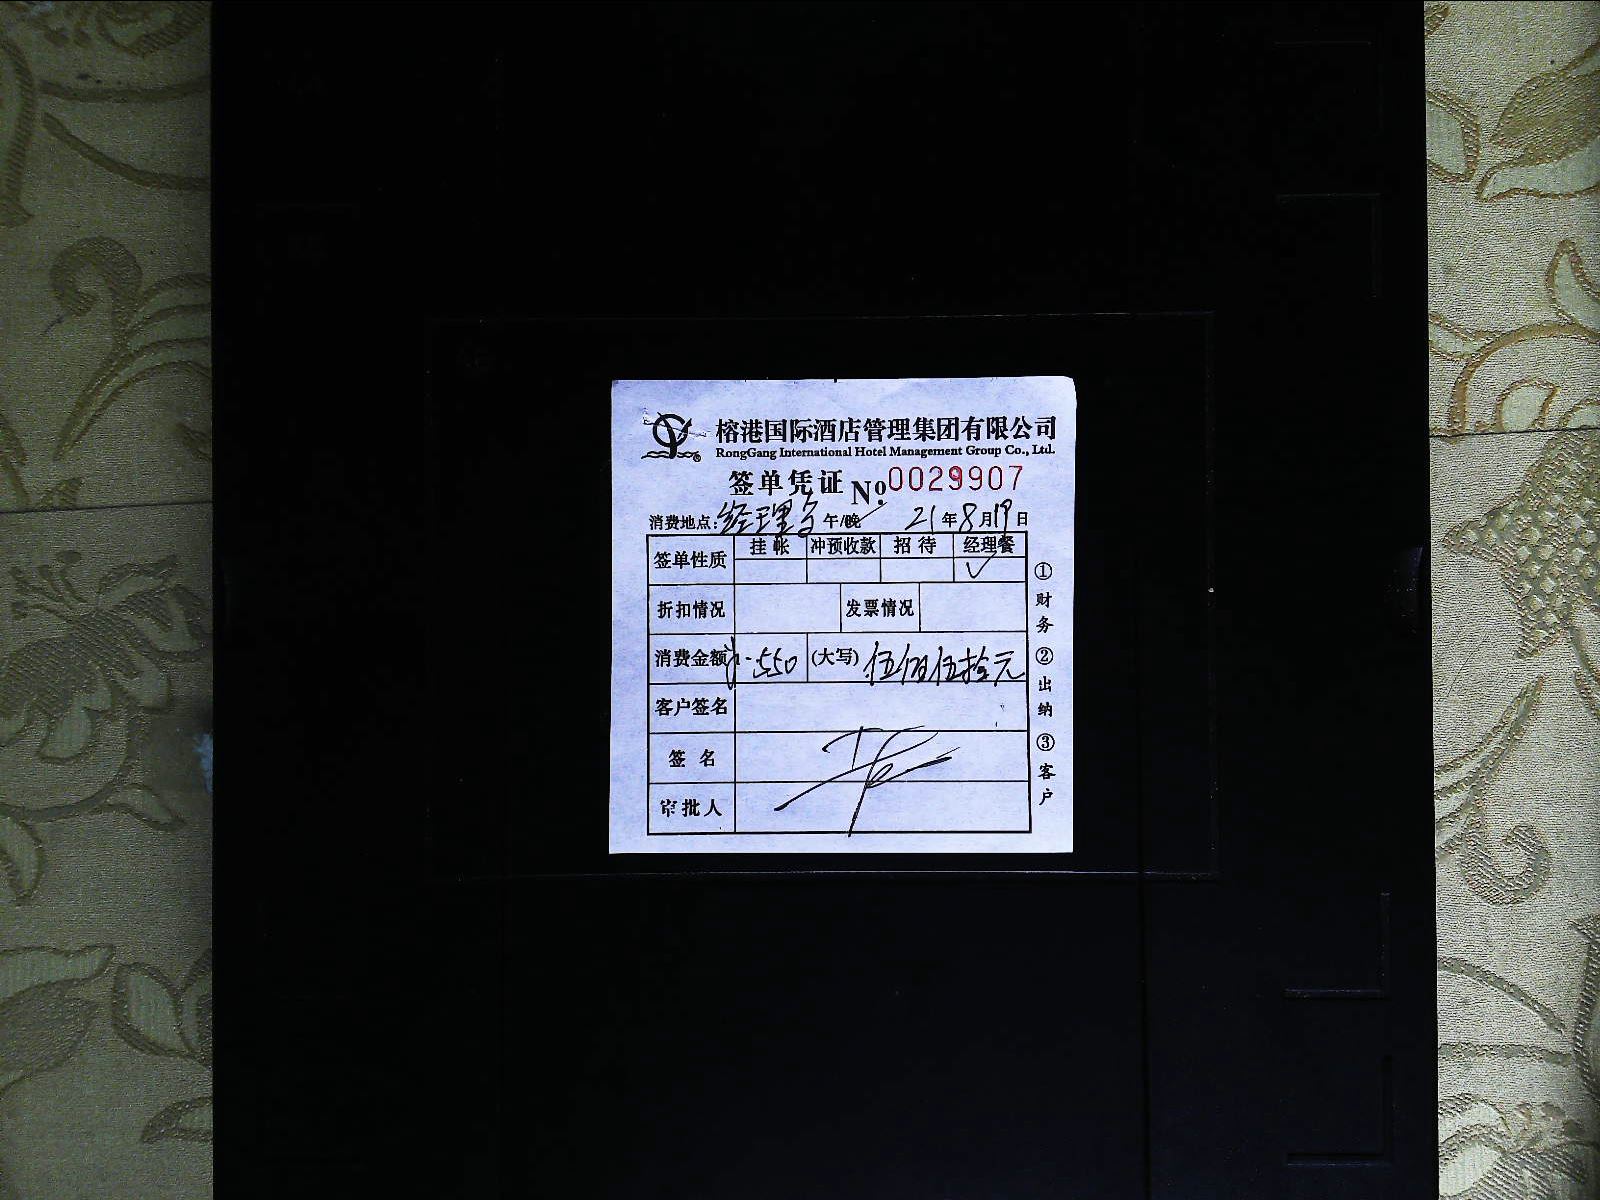 榕港国际酒店管理集团有限公司
RongGang International Hotel Management Group Co., Ltd.
签单凭证 No. 0029907
消费地点: 经理 午/晚 21年8月19日
签单性质 挂帐 冲预收款 招待 经理餐
✓
折扣情况 发票情况
消费金额 ¥:550 (大写) 伍佰伍拾元
客户签名
签名
审批人
①财务 ②出纳 ③客户